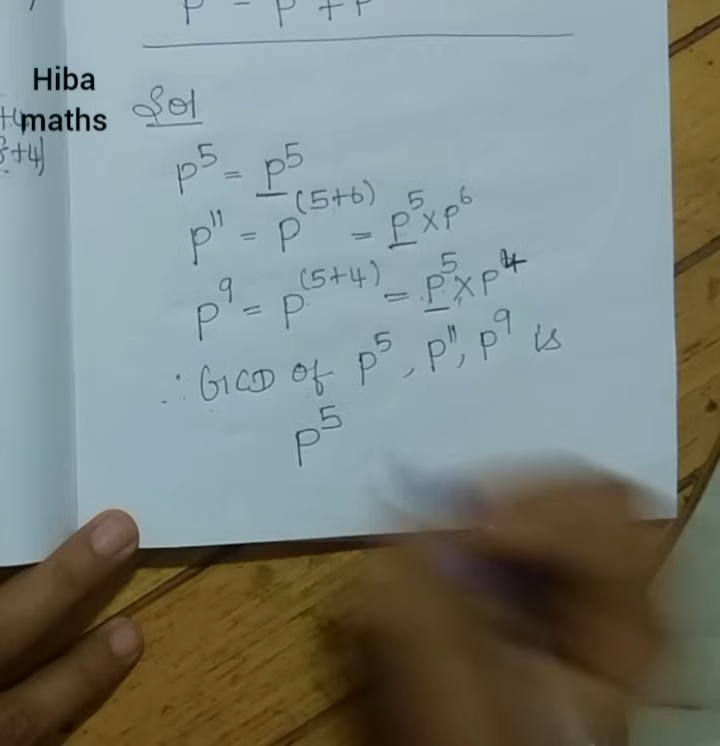 Hiba
maths
+4)
Sol
p⁵ = p⁵
p¹¹ = p⁽⁵⁺⁶⁾ = p⁵ × p⁶
p⁹ = p⁽⁵⁺⁴⁾ = p⁵ × p⁴
∴ GCD of p⁵, p¹¹, p⁹ is
p⁵